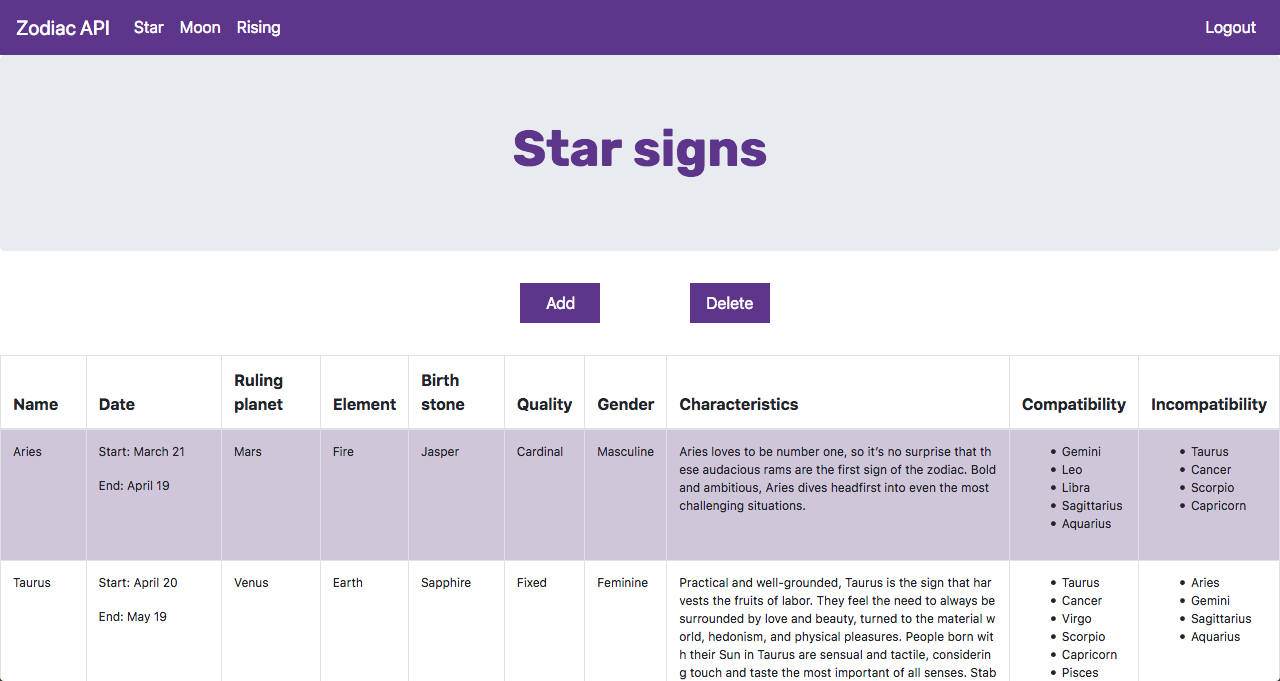 Zodiac API Star Moon Rising Logout
Star signs
Add Delete
Name Date Ruling planet Element Birth stone Quality Gender Characteristics Compatibility Incompatibility
Aries
Start: March 21
End: April 19
Mars
Fire
Jasper
Cardinal
Masculine
Aries loves to be number one, so it’s no surprise that th
ese audacious rams are the first sign of the zodiac. Bold
and ambitious, Aries dives headfirst into even the most
challenging situations.
• Gemini
• Leo
• Libra
• Sagittarius
• Aquarius
• Taurus
• Cancer
• Scorpio
• Capricorn
Taurus
Start: April 20
End: May 19
Venus
Earth
Sapphire
Fixed
Feminine
Practical and well-grounded, Taurus is the sign that har
vests the fruits of labor. They feel the need to always be
surrounded by love and beauty, turned to the material w
orld, hedonism, and physical pleasures. People born wit
h their Sun in Taurus are sensual and tactile, considerin
g touch and taste the most important of all senses. Stab
• Taurus
• Cancer
• Virgo
• Scorpio
• Capricorn
• Pisces
• Aries
• Gemini
• Sagittarius
• Aquarius